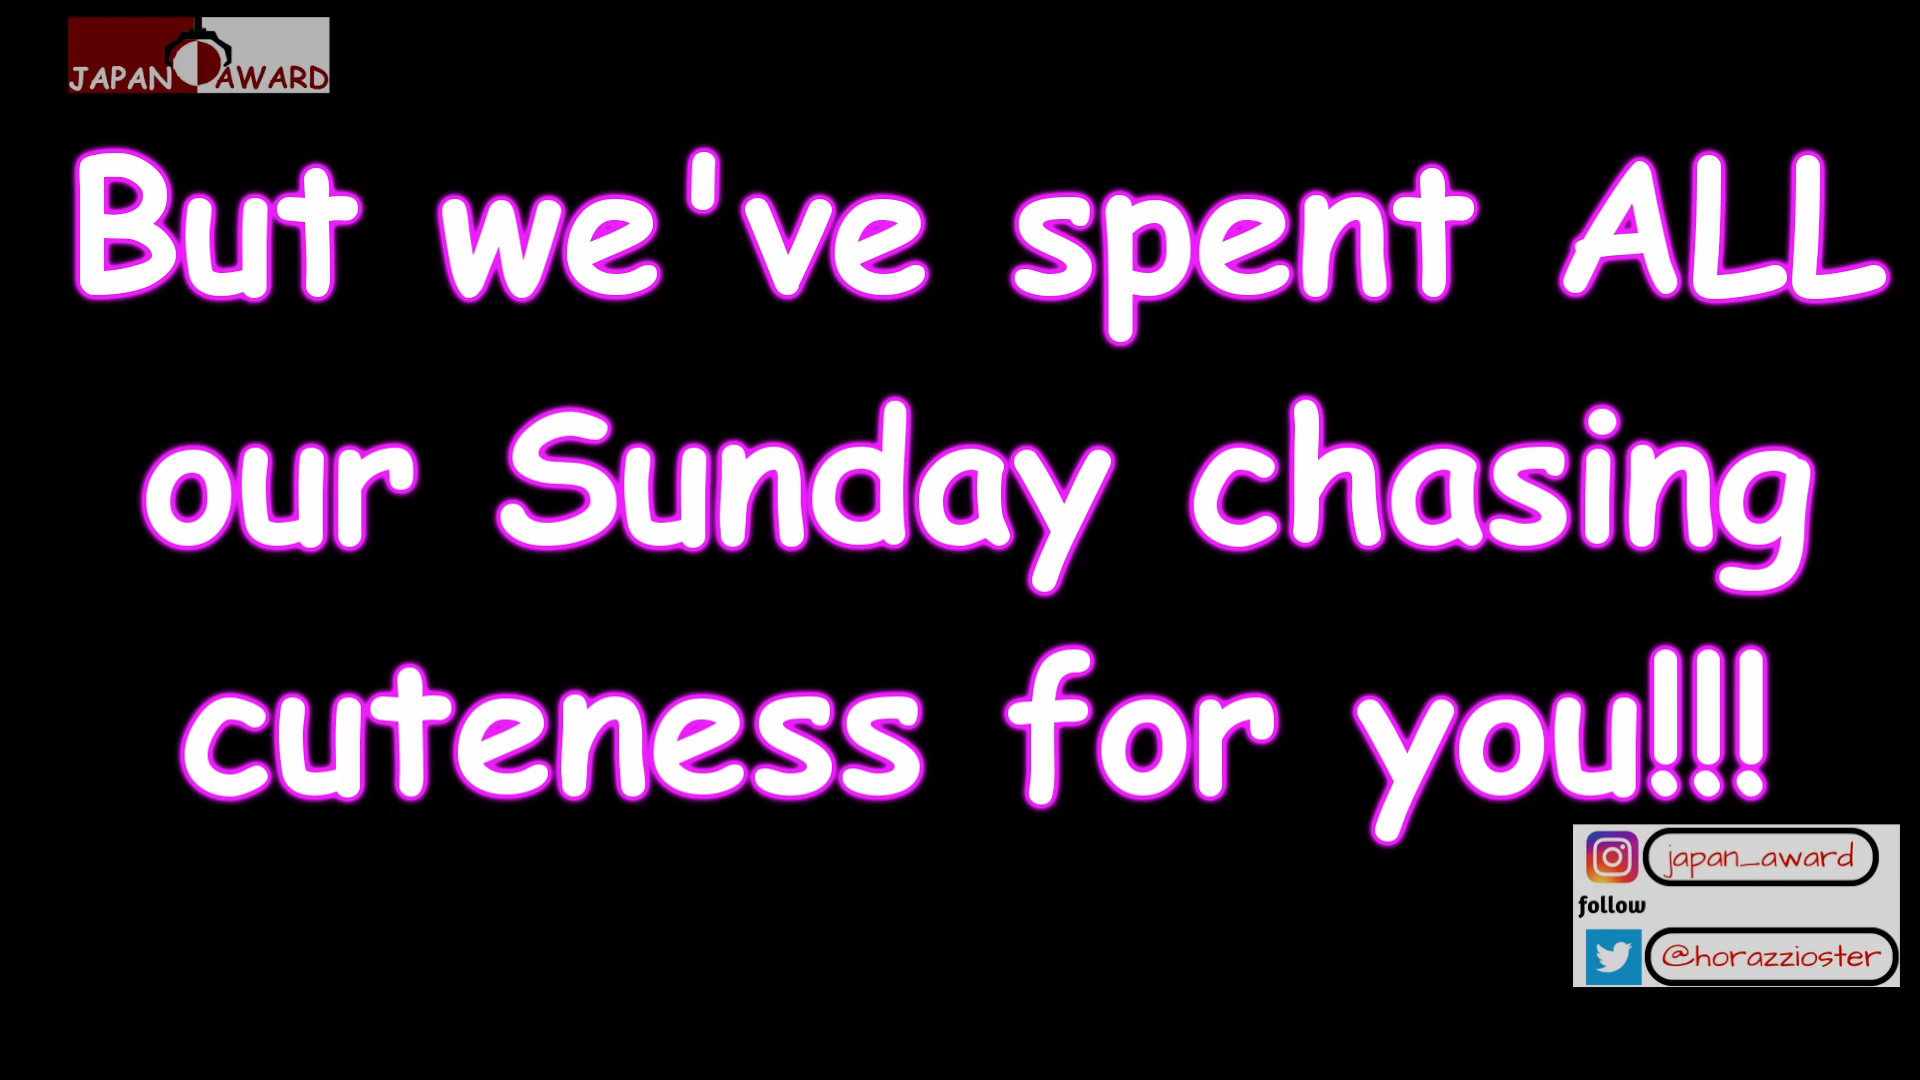 JAPAN AWARD
But we've spent ALL
our Sunday chasing
cuteness for you!!!
japan_award
follow
@horazzioster